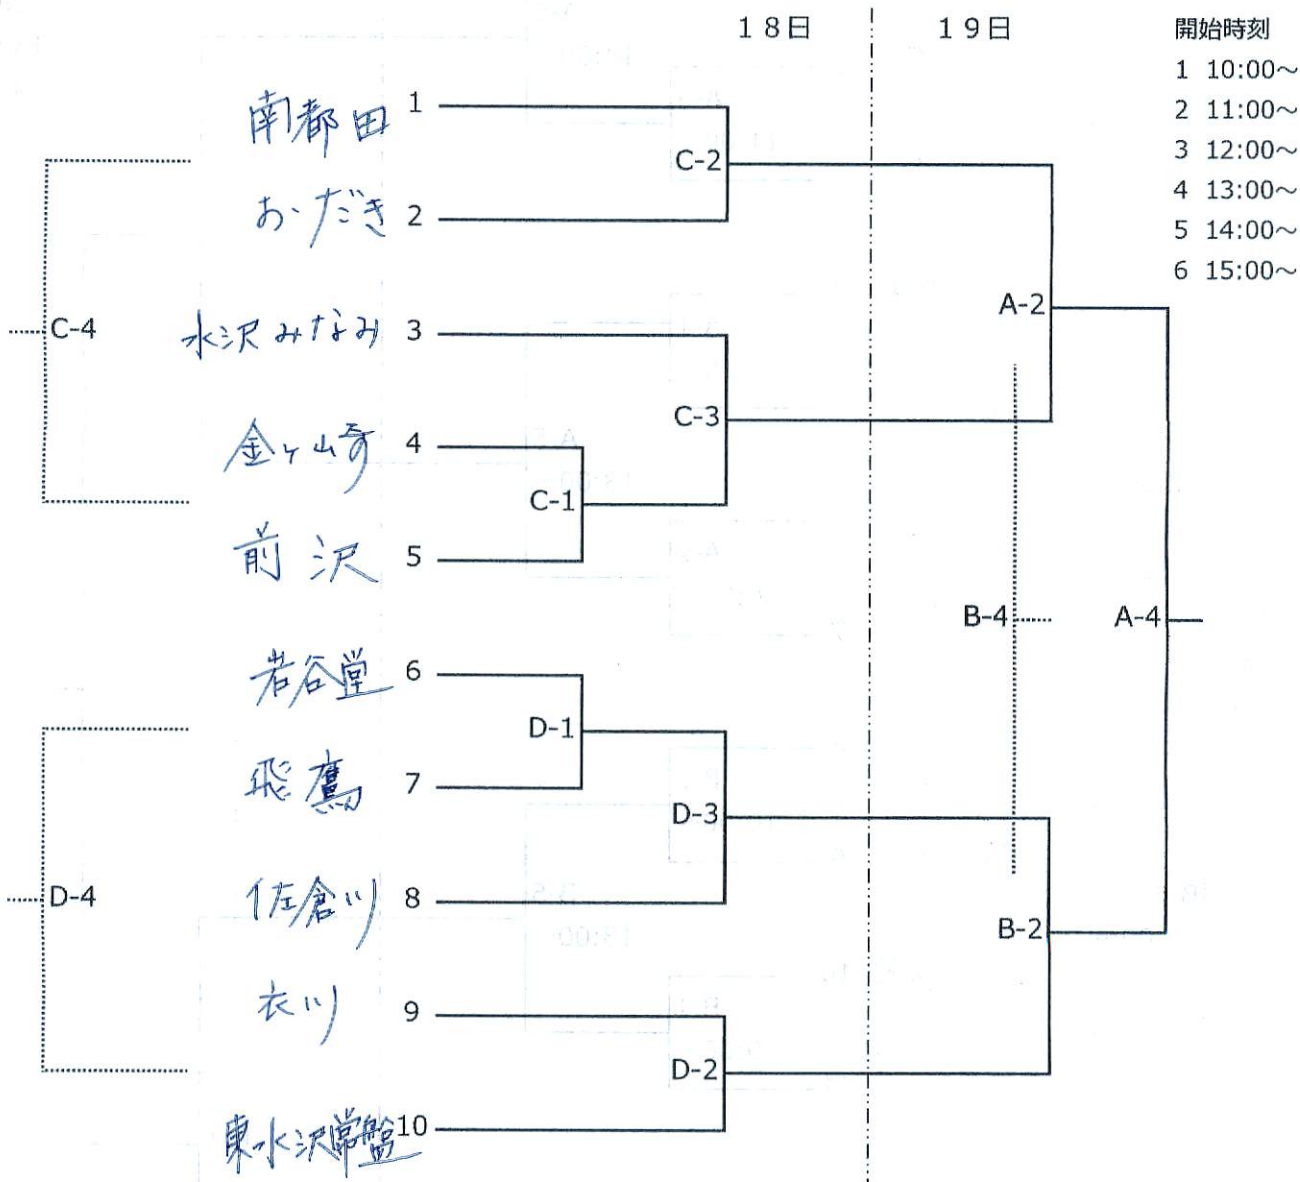 １８日 １９日 開始時刻
1 10:00～
2 11:00～
3 12:00～
4 13:00～
5 14:00～
6 15:00～
南都田 1
おゝだき 2
水沢みなみ 3
金ヶ崎 4
前沢 5
岩谷堂 6
飛鷹 7
佐倉川 8
衣川 9
東水沢常盤 10
C-4
D-4
C-1
D-1
C-2
C-3
D-3
D-2
A-2
B-4
B-2
A-4